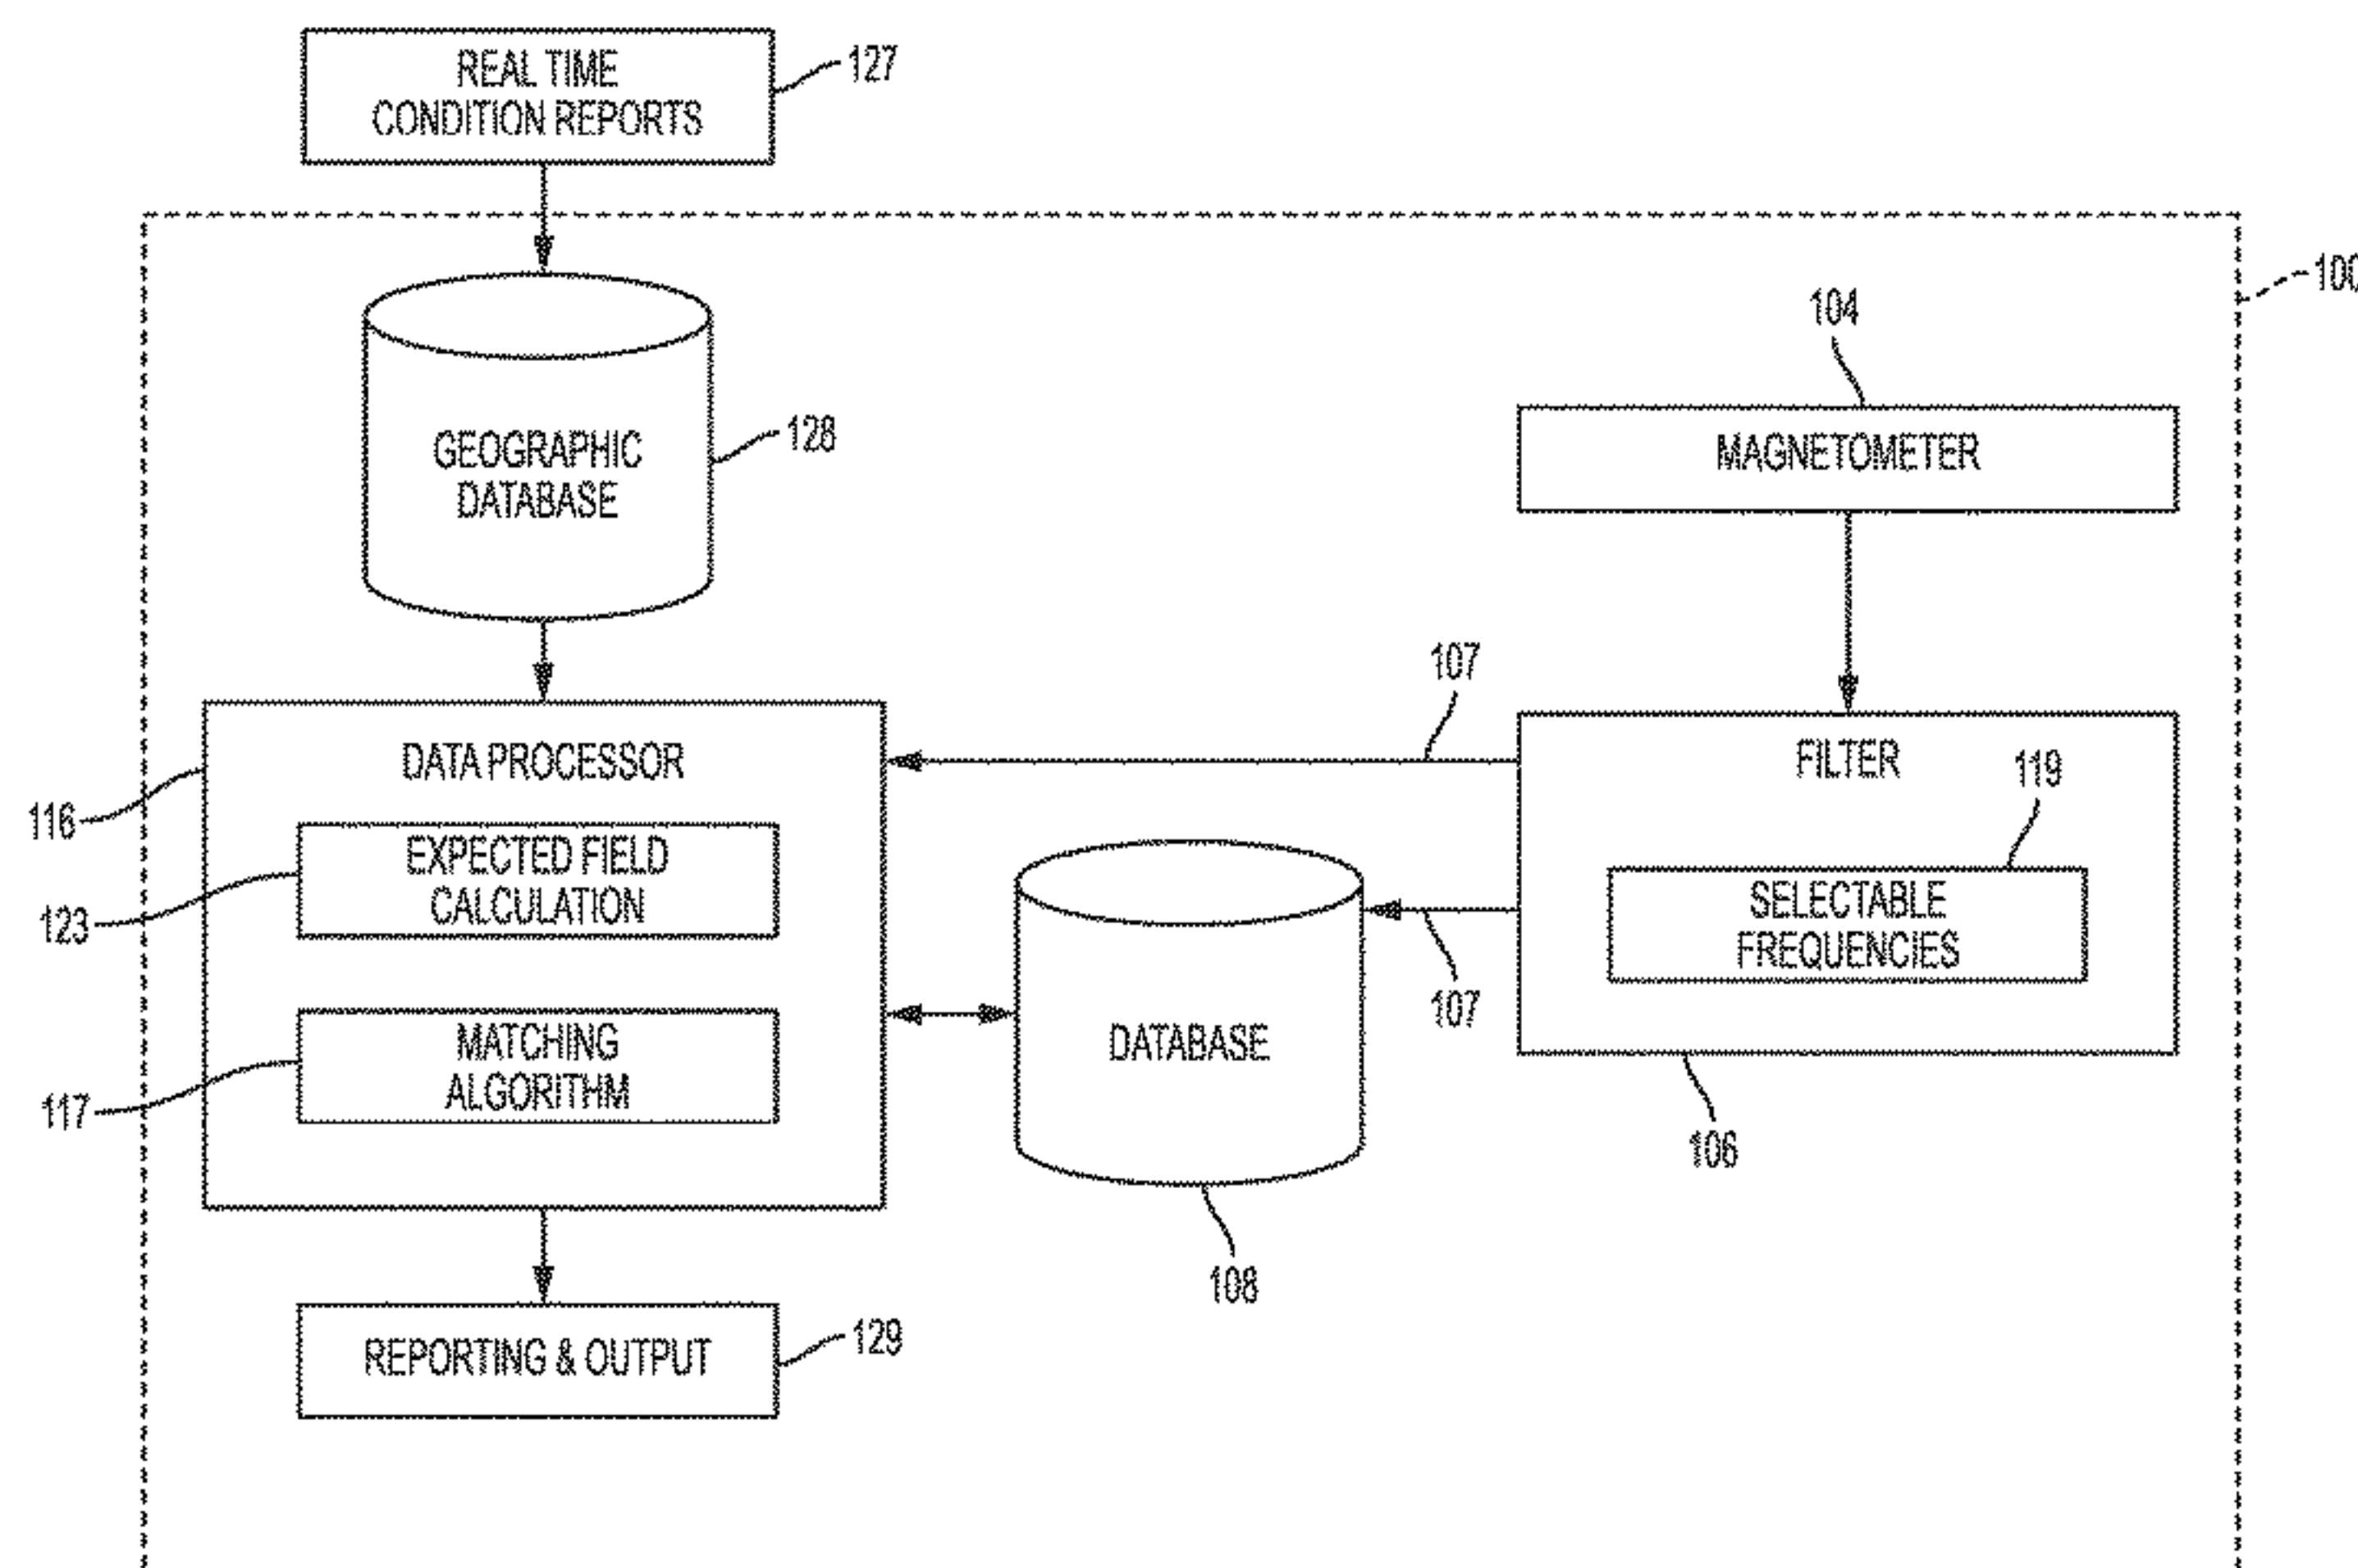 REAL TIME
CONDITION REPORTS
127
100
GEOGRAPHIC
DATABASE
128
104
MAGNETOMETER
107
DATA PROCESSOR
116
FILTER
119
EXPECTED FIELD
CALCULATION
123
SELECTABLE
FREQUENCIES
107
MATCHING
ALGORITHM
117
DATABASE
106
108
REPORTING & OUTPUT
129